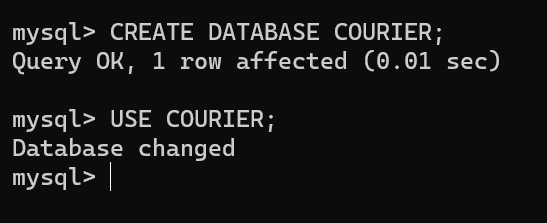 mysql> CREATE DATABASE COURIER;
Query OK, 1 row affected (0.01 sec)
mysql> USE COURIER;
Database changed
mysql>